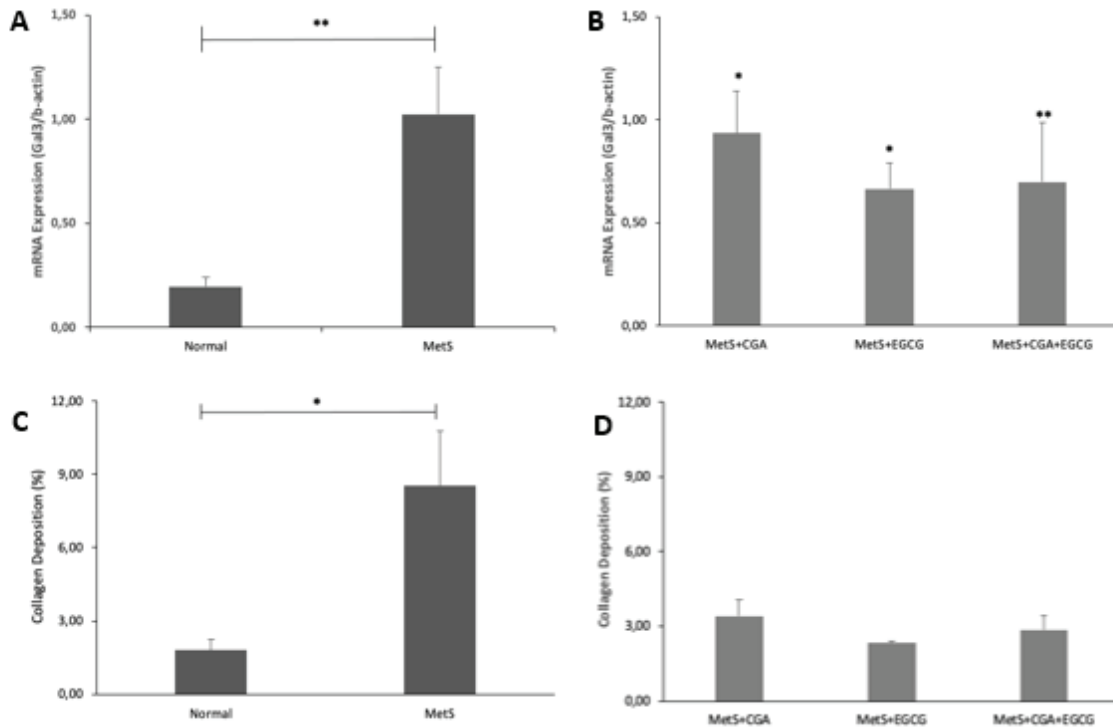 A
mRNA Expression (Gal3/b-actin)
1,50
1,00
0,50
0,00
**
Normal
MetS
B
mRNA Expression (Gal3/b-actin)
1,50
1,00
0,50
0,00
*
*
**
MetS+CGA
MetS+EGCG
MetS+CGA+EGCG
C
Collagen Deposition (%)
12,00
9,00
6,00
3,00
0,00
*
Normal
MetS
D
Collagen Deposition (%)
12,00
9,00
6,00
3,00
0,00
MetS+CGA
MetS+EGCG
MetS+CGA+EGCG